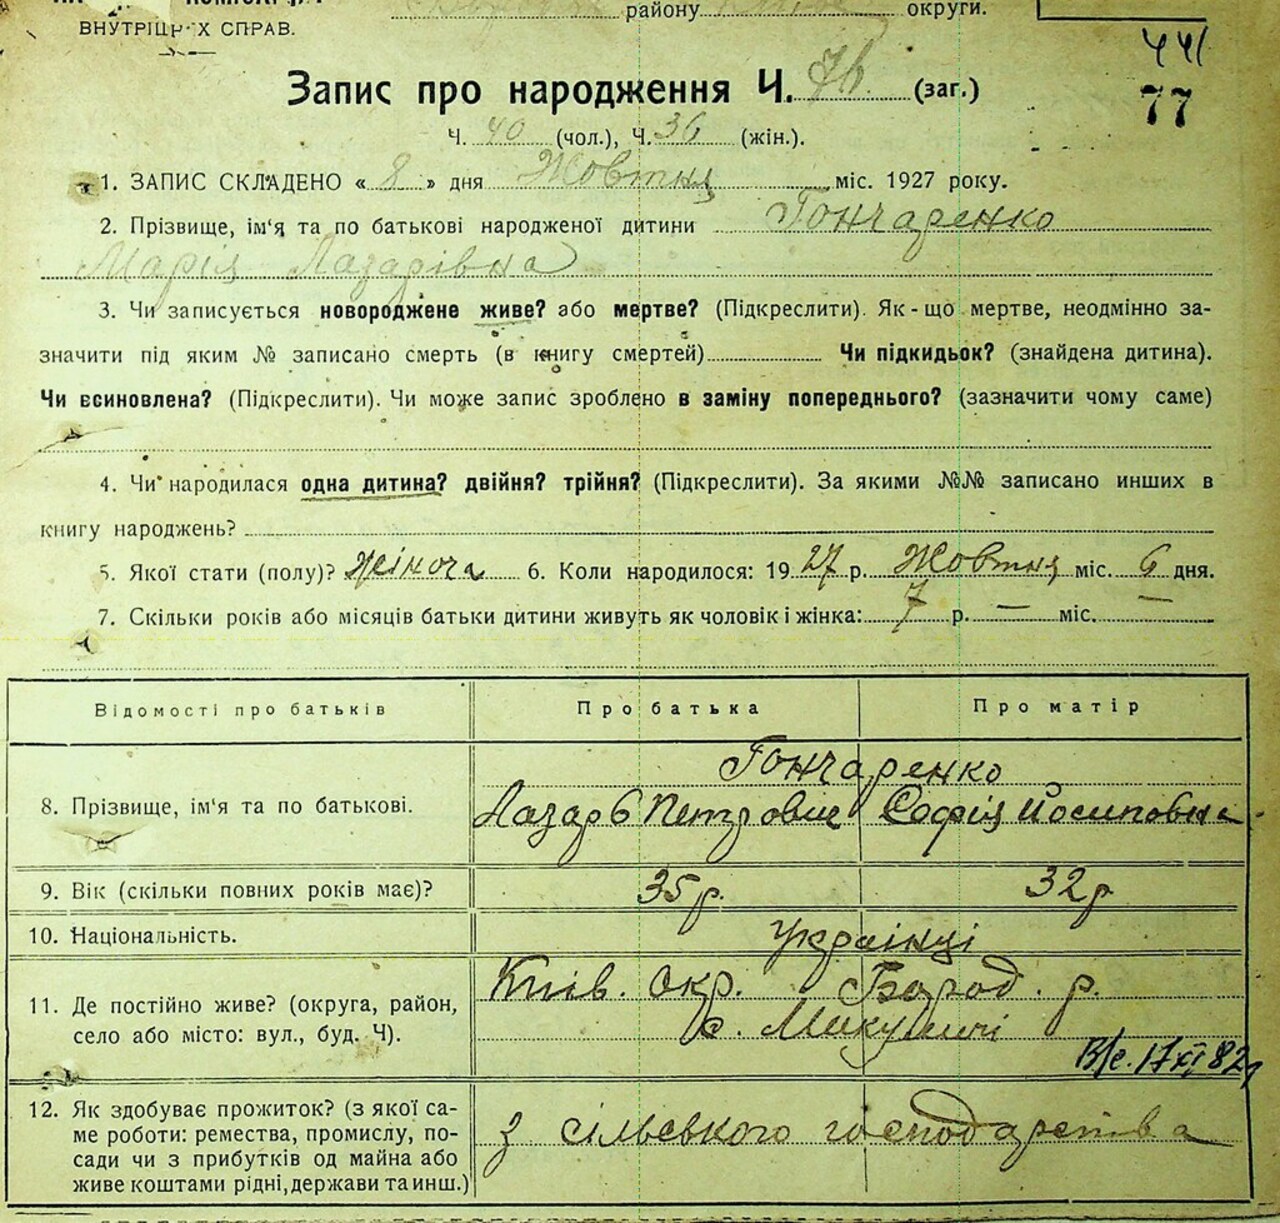 району округи.
ВНУТРІШНІХ СПРАВ.
441
Запис про народження Ч. 76 (заг.)
77
Ч. 40 (чол.), Ч. 36 (жін.).
1. ЗАПИС СКЛАДЕНО « 8 » дня Жовтня міс. 1927 року.
2. Прізвище, ім'я та по батькові народженої дитини Гончаренко
Марія Лазарівна
3. Чи записується новороджене живе? або мертве? (Підкреслити). Як-що мертве, неодмінно за-
значити під яким № записано смерть (в книгу смертей) Чи підкидьок? (знайдена дитина).
Чи всиновлена? (Підкреслити). Чи може запис зроблено в заміну попереднього? (зазначити чому саме)
4. Чи народилася одна дитина? двійня? трійня? (Підкреслити). За якими №№ записано инших в
книгу народжень?
5. Якої стати (полу)? Жіноча 6. Коли народилося: 1927 р. Жовтня міс. 6 дня.
7. Скільки років або місяців батьки дитини живуть як чоловік і жінка: 7 р. — міс. —
Відомості про батьків Про батька Про матір
Гончаренко
8. Прізвище, ім'я та по батькові. Лазарь Петрович Софія Йосиповна
9. Вік (скільки повних років має)? 35 р. 32 р
10. Національність. Українці
11. Де постійно живе? (округа, район, село або місто: вул., буд. Ч). Київ. Окр. Бород. р.
с. Микуличі
В/с. 17 XI 82
12. Як здобуває прожиток? (з якої са-
ме роботи: ремества, промислу, по-
сади чи з прибутків од майна або
живе коштами рідні, держави та инш.)
з сільського господарства